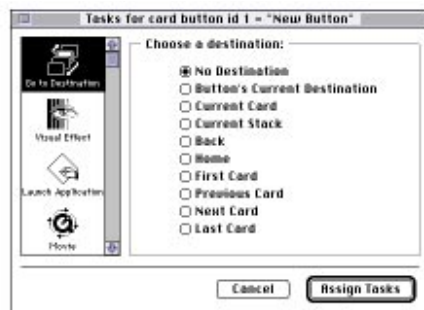 Tasks for card button id 1 = "New Button"
Go to Destination
Visual Effect
Launch Application
Movie
Choose a destination:
No Destination
Button's Current Destination
Current Card
Current Stack
Back
Home
First Card
Previous Card
Next Card
Last Card
Cancel
Assign Tasks